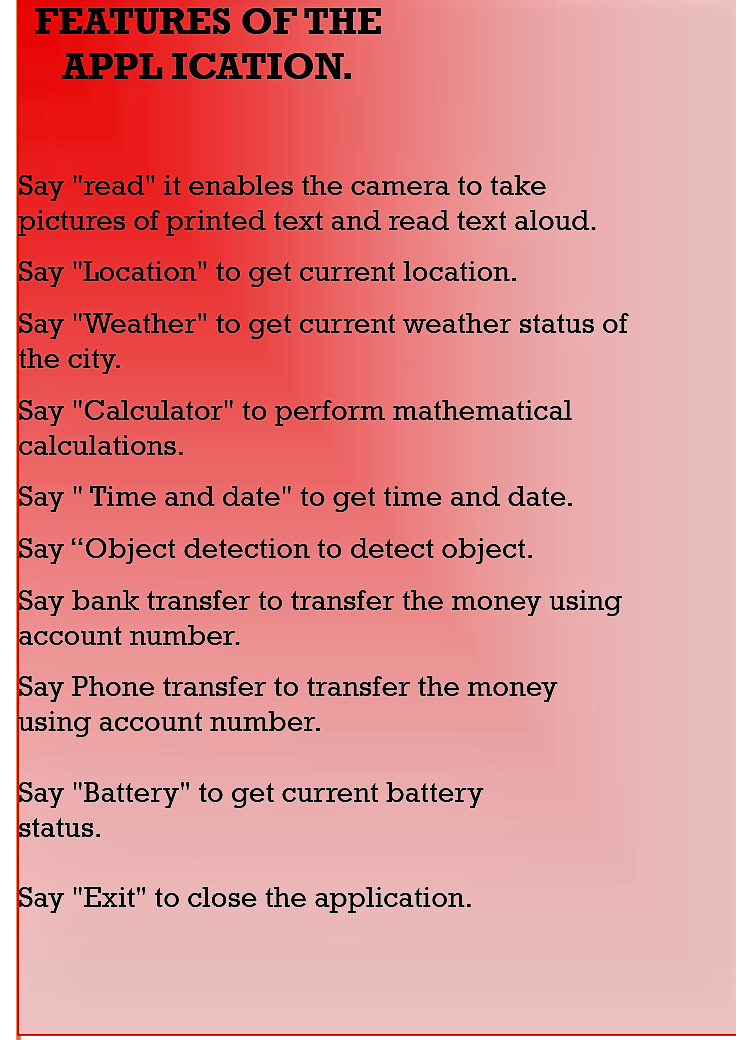 FEATURES OF THE
APPL ICATION.
Say "read" it enables the camera to take
pictures of printed text and read text aloud.
Say "Location" to get current location.
Say "Weather" to get current weather status of
the city.
Say "Calculator" to perform mathematical
calculations.
Say " Time and date" to get time and date.
Say “Object detection to detect object.
Say bank transfer to transfer the money using
account number.
Say Phone transfer to transfer the money
using account number.
Say "Battery" to get current battery
status.
Say "Exit" to close the application.